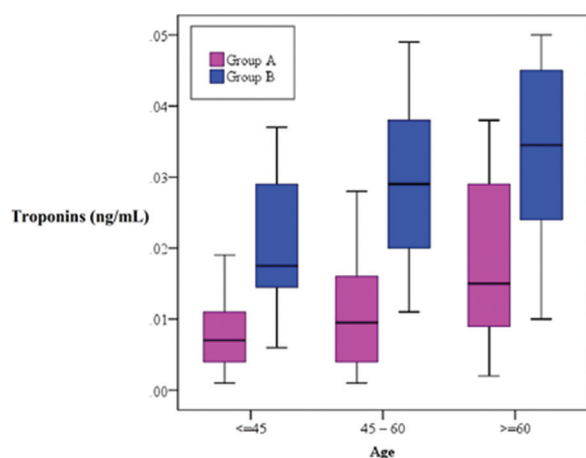 .05
Group A
Group B
.04
.03
Troponins (ng/mL)
.02
.01
.00
<=45
45 – 60
>=60
Age